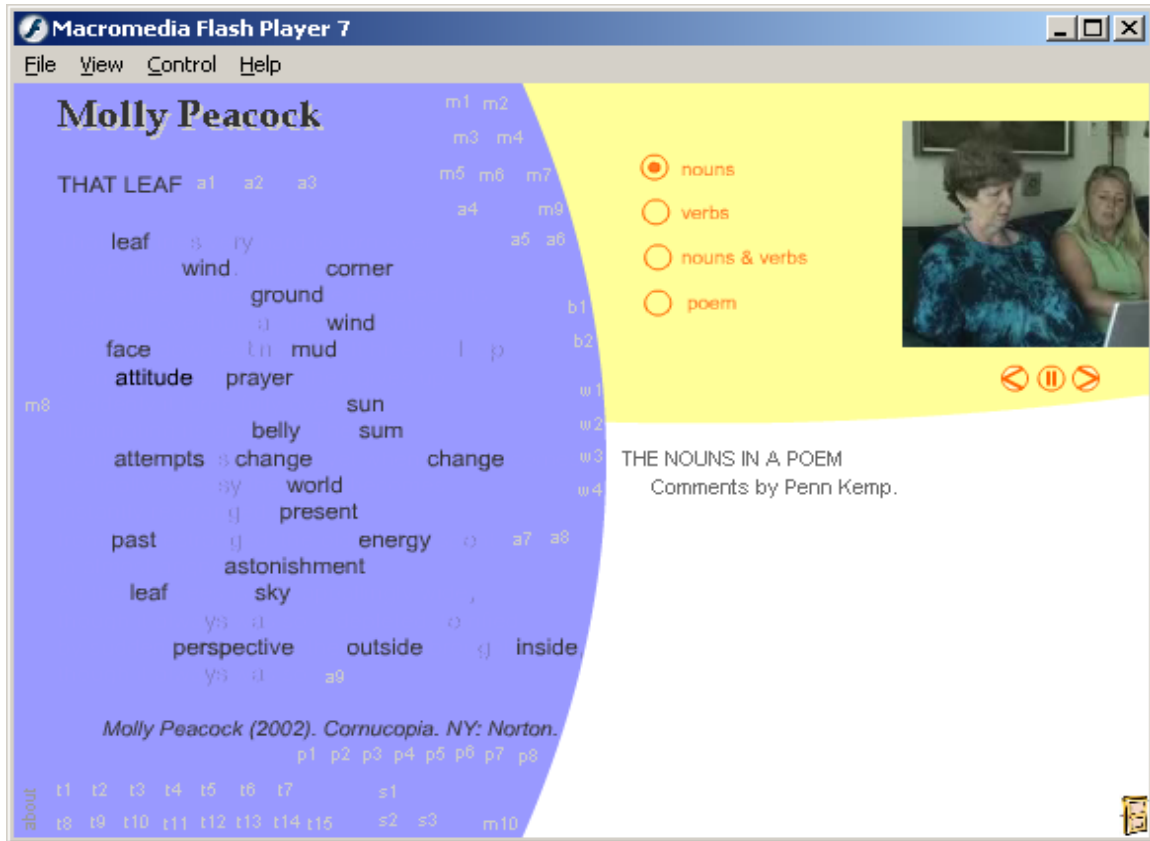 Macromedia Flash Player 7
File View Control Help
Molly Peacock
m1 m2
m3 m4
m5 m6 m7
THAT LEAF a1 a2 a3
a4 m9
a5 a6
leaf s ry
wind. corner
ground
b1
a wind
b2
face tn mud l p
attitude prayer
w1
m8
sun
w2
belly sum
w3
attempts s change change
w4
sy world
g present
past g energy o a7 a8
astonishment
leaf sky ,
ys a o
perspective outside g inside.
ys a a9
Molly Peacock (2002). Cornucopia. NY: Norton.
p1 p2 p3 p4 p5 p6 p7 p8
about
t1 t2 t3 t4 t5 t6 t7 s1
t8 t9 t10 t11 t12 t13 t14 t15 s2 s3 m10
nouns
verbs
nouns & verbs
poem
THE NOUNS IN A POEM
Comments by Penn Kemp.